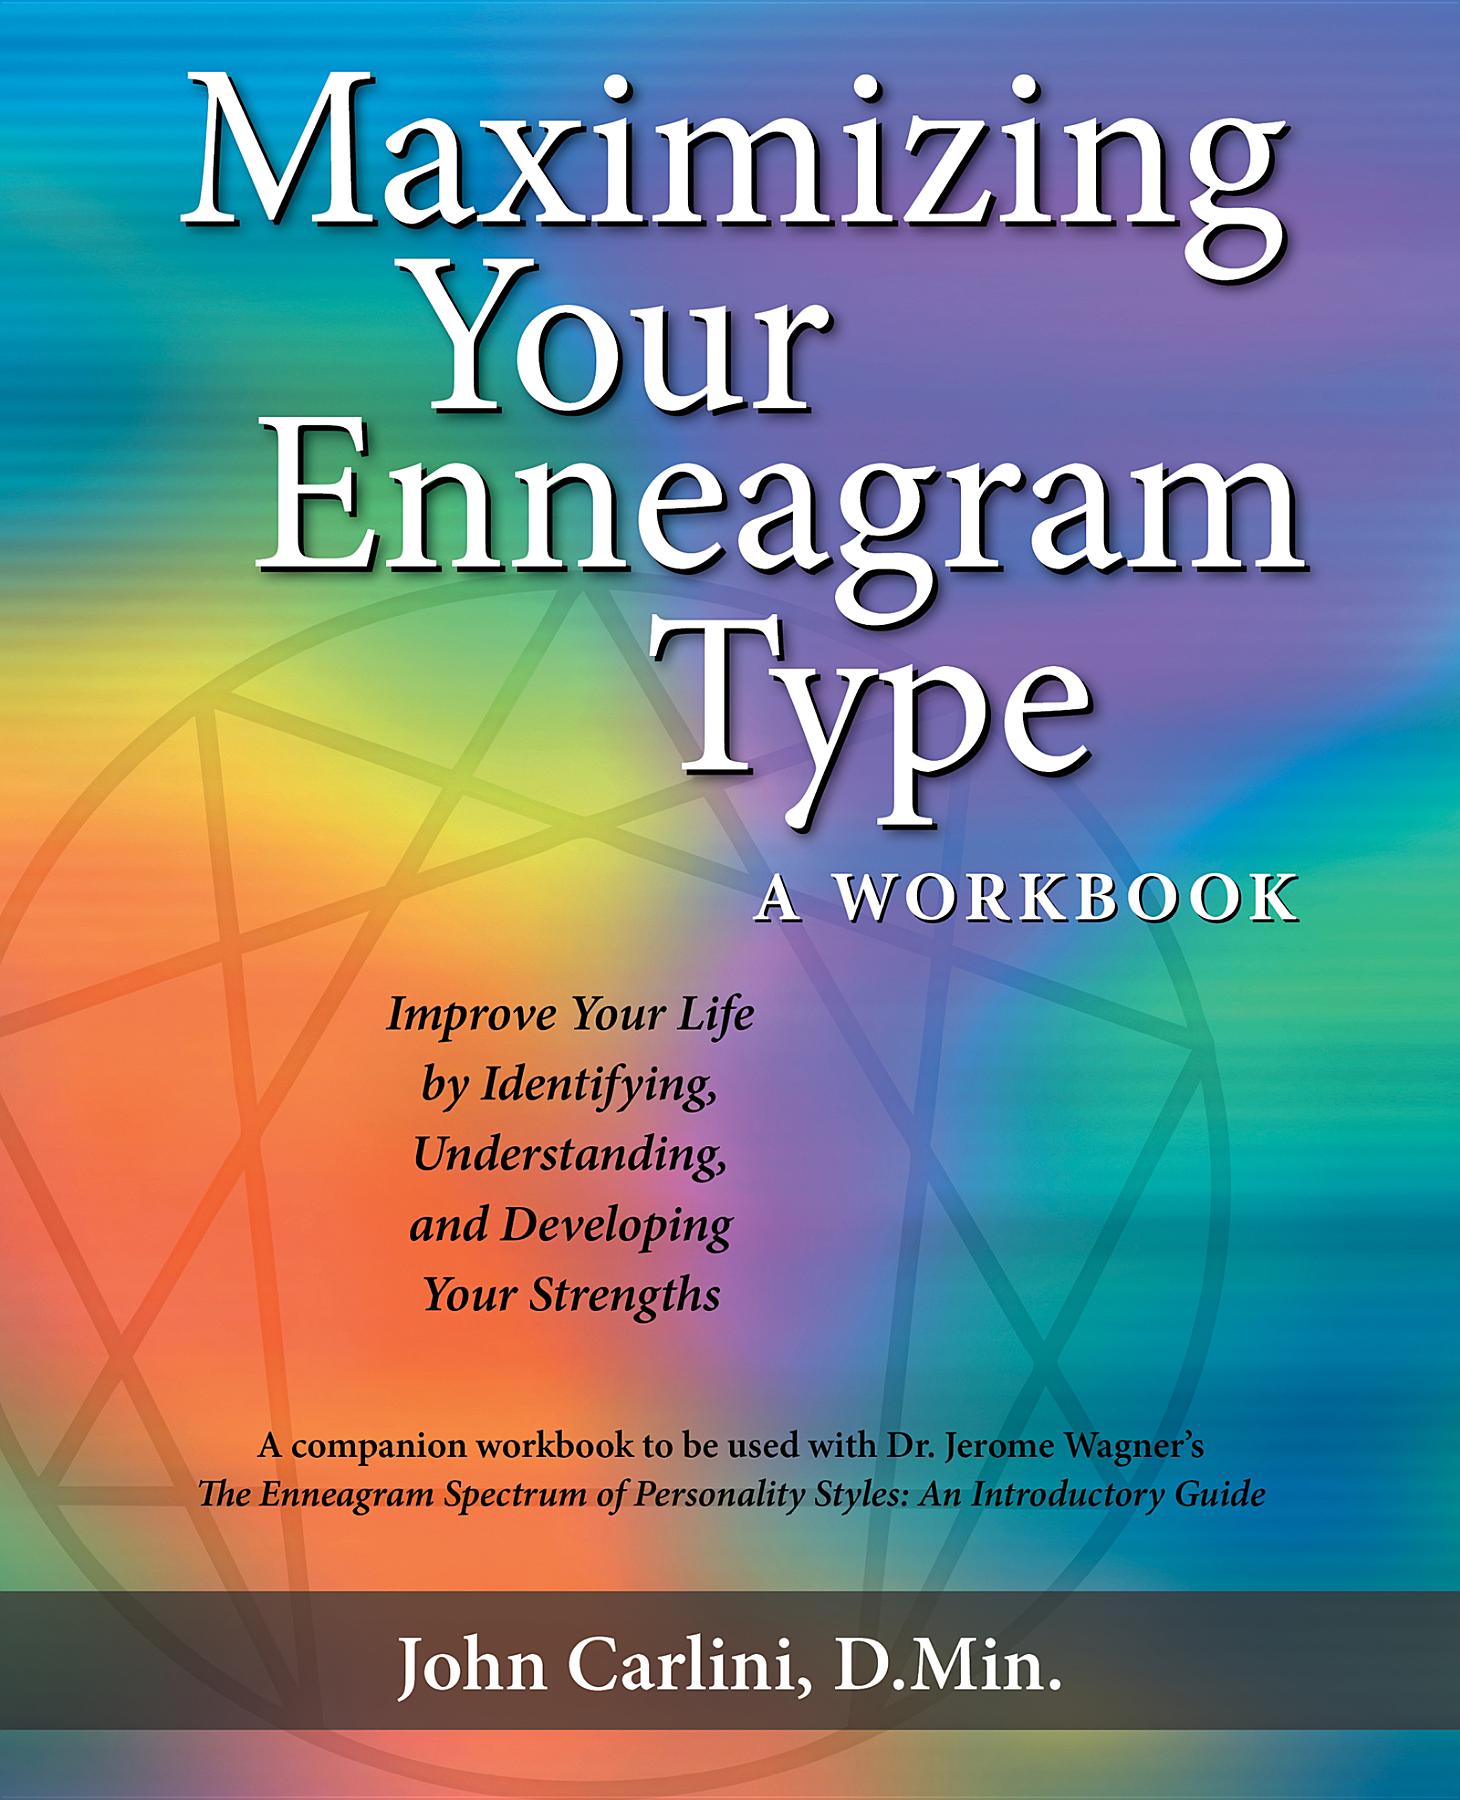 Maximizing
Your
Enneagram
Type
A WORKBOOK
Improve Your Life
by Identifying,
Understanding,
and Developing
Your Strengths
A companion workbook to be used with Dr. Jerome Wagner’s
The Enneagram Spectrum of Personality Styles: An Introductory Guide
John Carlini, D.Min.